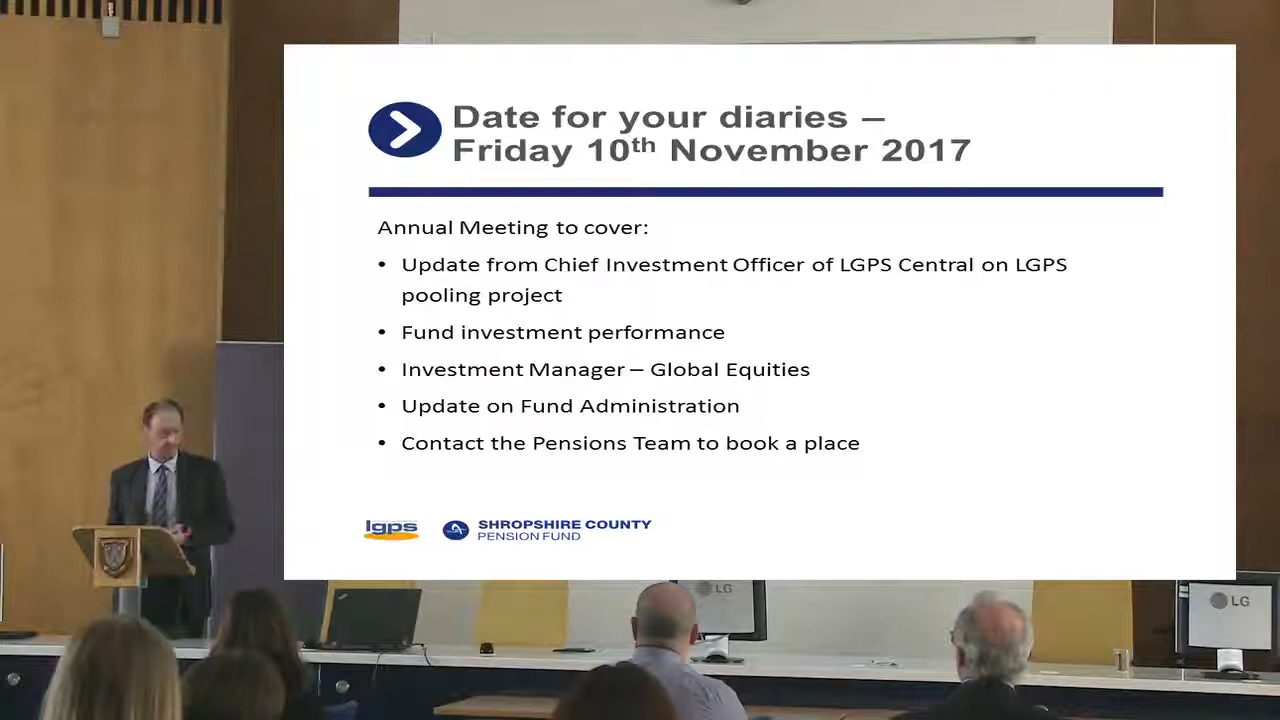 Date for your diaries –
Friday 10th November 2017
Annual Meeting to cover:
• Update from Chief Investment Officer of LGPS Central on LGPS
pooling project
• Fund investment performance
• Investment Manager – Global Equities
• Update on Fund Administration
• Contact the Pensions Team to book a place
lgps
SHROPSHIRE COUNTY
PENSION FUND
LG
LG